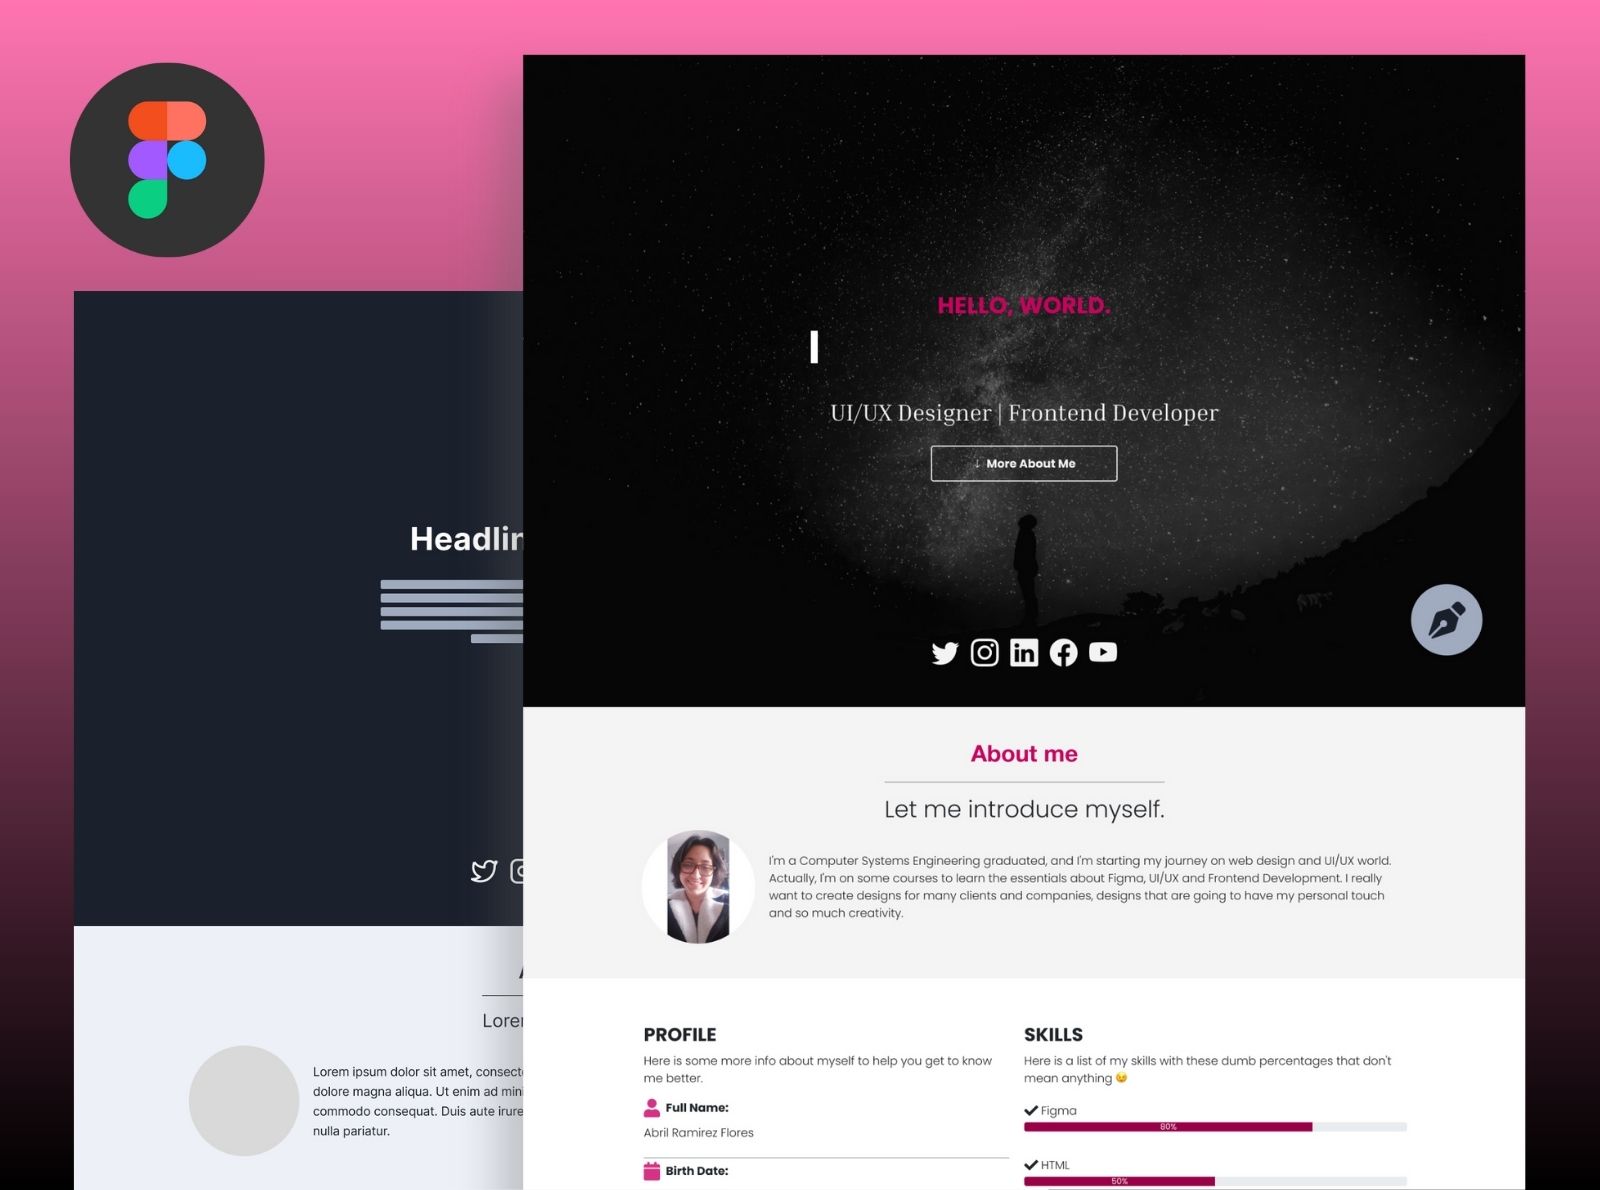 HELLO, WORLD.
I
UI/UX Designer | Frontend Developer
↓ More About Me
About me
Let me introduce myself.
I'm a Computer Systems Engineering graduated, and I'm starting my journey on web design and UI/UX world.
Actually, I'm on some courses to learn the essentials about Figma, UI/UX and Frontend Development. I really
want to create designs for many clients and companies, designs that are going to have my personal touch
and so much creativity.
PROFILE
Here is some more info about myself to help you get to know
me better.
Full Name:
Abril Ramirez Flores
Birth Date:
SKILLS
Here is a list of my skills with these dumb percentages that don't
mean anything 😉
Figma
80%
HTML
50%
Headlin
Lorem ipsum dolor sit amet, consect
dolore magna aliqua. Ut enim ad mini
commodo consequat. Duis aute irure
nulla pariatur.